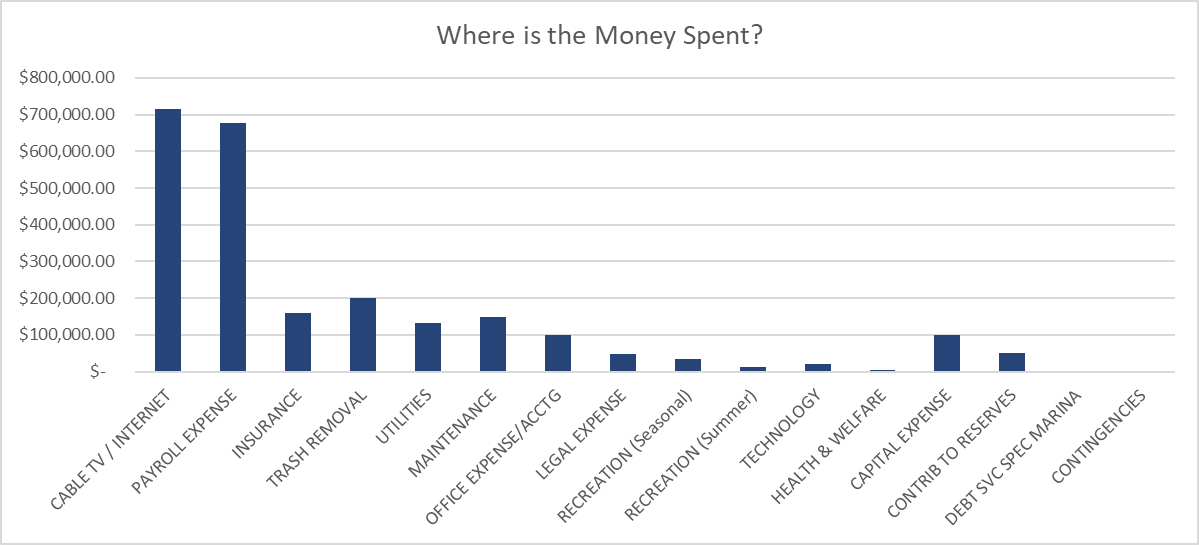 Where is the Money Spent?
$800,000.00
$700,000.00
$600,000.00
$500,000.00
$400,000.00
$300,000.00
$200,000.00
$100,000.00
$-
CABLE TV / INTERNET
PAYROLL EXPENSE
INSURANCE
TRASH REMOVAL
UTILITIES
MAINTENANCE
OFFICE EXPENSE/ACCTG
LEGAL EXPENSE
RECREATION (Seasonal)
RECREATION (Summer)
TECHNOLOGY
HEALTH & WELFARE
CAPITAL EXPENSE
CONTRIB TO RESERVES
DEBT SVC SPEC MARINA
CONTINGENCIES